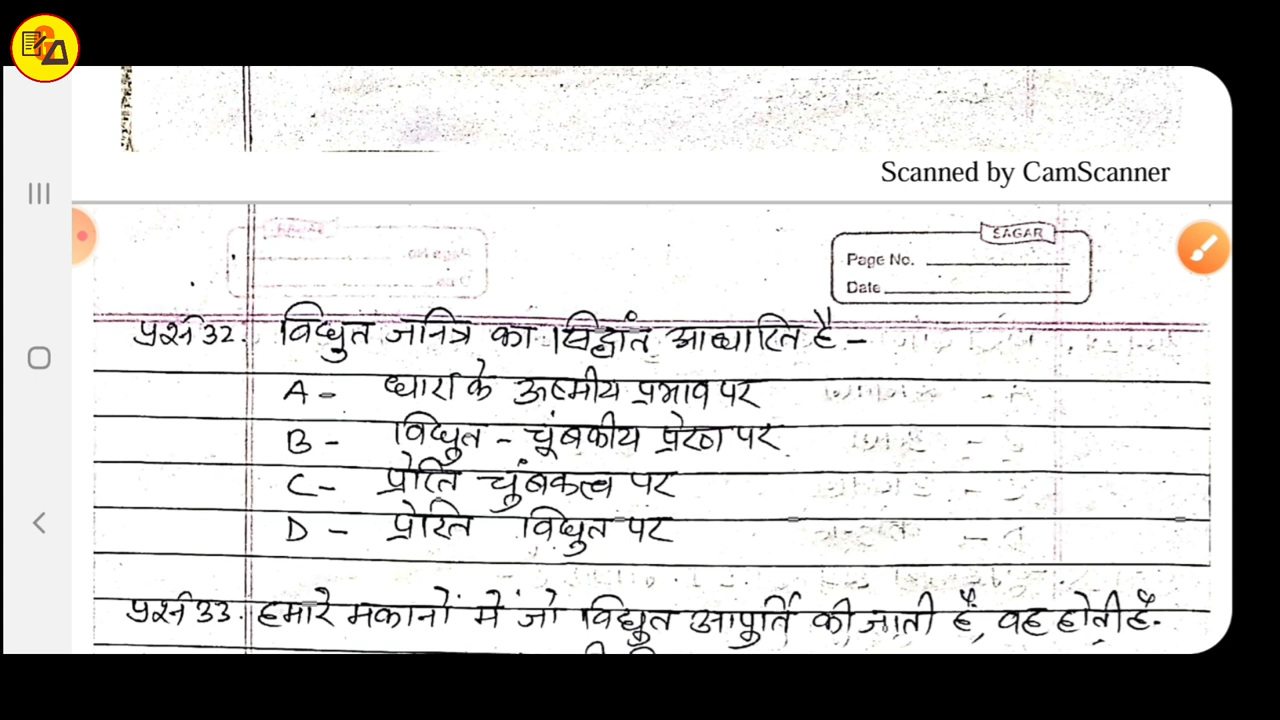 Scanned by CamScanner
SAGAR
Page No.
Date
प्रश्न 32. विद्युत जनित्र का सिद्धांत आधारित है -
A - धारा के ऊष्मीय प्रभाव पर
B - विद्युत - चूंबकीय प्रेरण पर
C - प्रेरित चुंबकत्व पर
D - प्रेरित विद्युत पर
प्रश्न 33. हमारे मकानों में जो विद्युत आपुर्ति की जाती है, वह होती है.